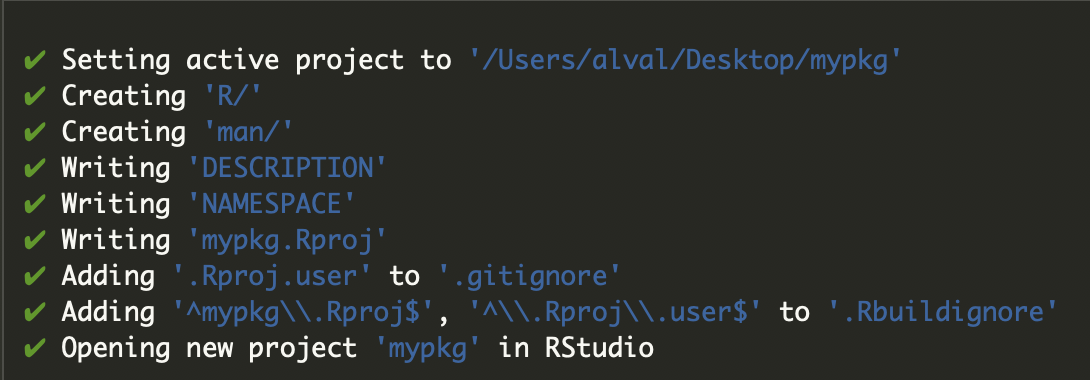 ✔ Setting active project to '/Users/alval/Desktop/mypkg'
✔ Creating 'R/'
✔ Creating 'man/'
✔ Writing 'DESCRIPTION'
✔ Writing 'NAMESPACE'
✔ Writing 'mypkg.Rproj'
✔ Adding '.Rproj.user' to '.gitignore'
✔ Adding '^mypkg\\.Rproj$', '^\\.Rproj\\.user$' to '.Rbuildignore'
✔ Opening new project 'mypkg' in RStudio